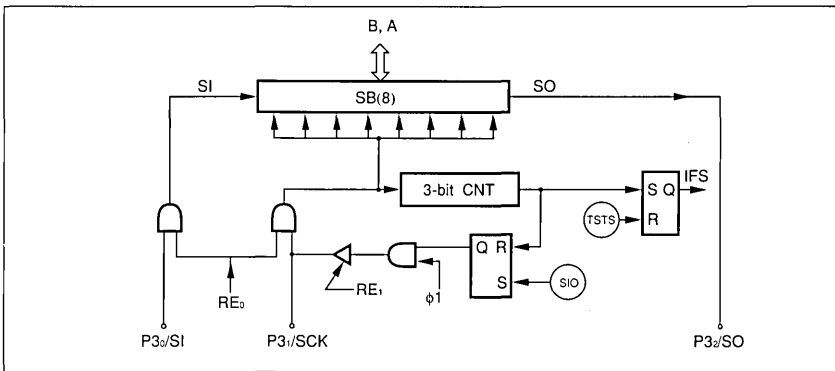 B, A
SI
SB(8)
SO
3-bit CNT
S Q
IFS
TSTS
R
Q R
S
SIO
RE₀
RE₁
ϕ1
P3₀/SI
P3₁/SCK
P3₂/SO